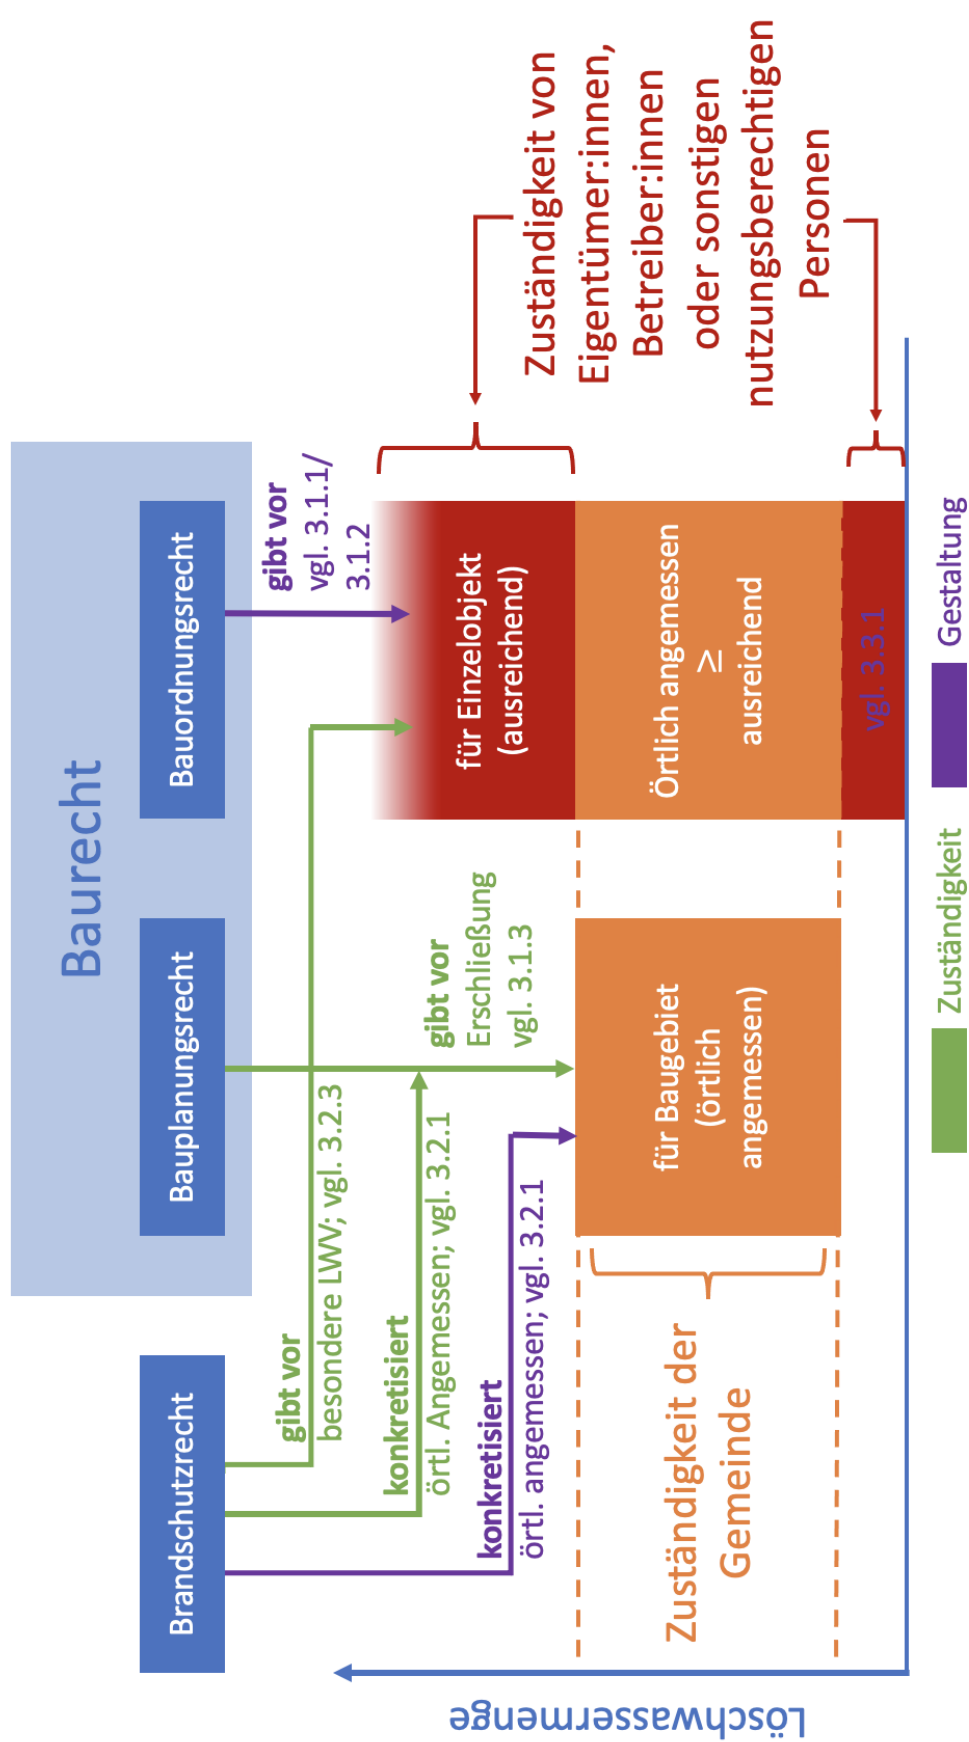 Baurecht
Brandschutzrecht
Bauplanungsrecht
Bauordnungsrecht
gibt vor
besondere LWV; vgl. 3.2.3
konkretisiert
örtl. Angemessen; vgl. 3.2.1
konkretisiert
örtl. angemessen; vgl. 3.2.1
gibt vor
Erschließung
vgl. 3.1.3
gibt vor
vgl. 3.1.1/
3.1.2
Löschwassermenge
Zuständigkeit der
Gemeinde
für Baugebiet
(örtlich
angemessen)
für Einzelobjekt
(ausreichend)
Örtlich angemessen
≥
ausreichend
vgl. 3.3.1
Zuständigkeit von
Eigentümer:innen,
Betreiber:innen
oder sonstigen
nutzungsberechtigen
Personen
Zuständigkeit
Gestaltung